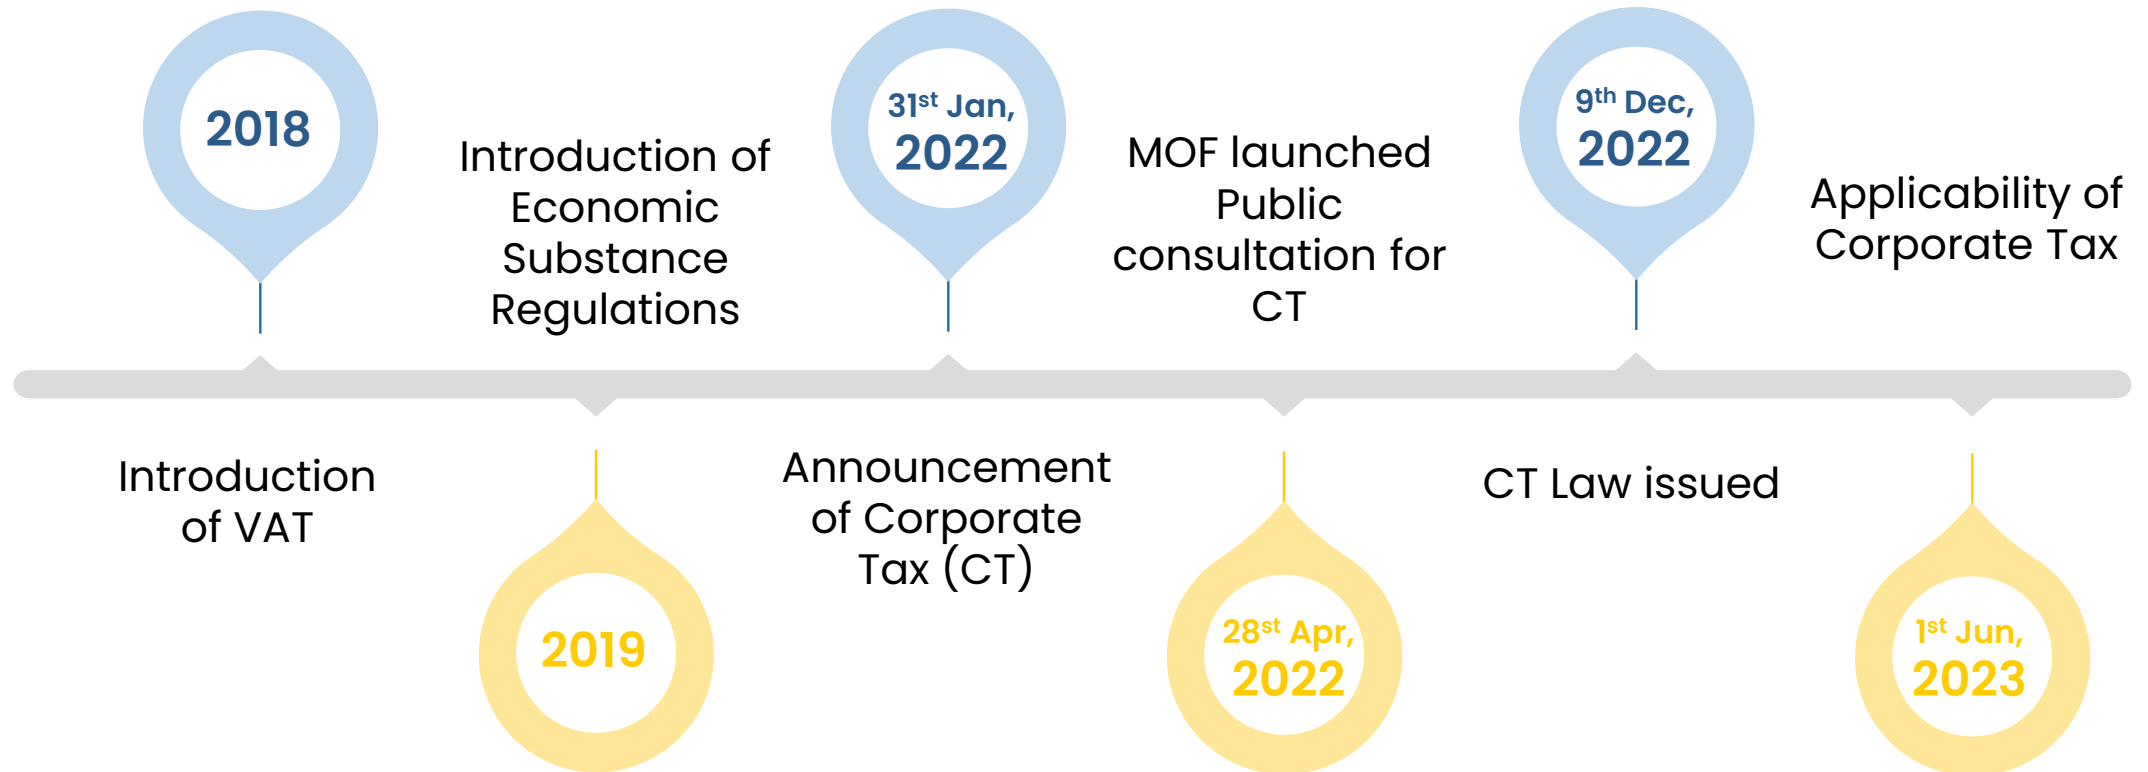 2018
Introduction
of VAT
Introduction of
Economic
Substance
Regulations
2019
31st Jan,
2022
Announcement
of Corporate
Tax (CT)
MOF launched
Public
consultation for
CT
28st Apr,
2022
9th Dec,
2022
CT Law issued
Applicability of
Corporate Tax
1st Jun,
2023